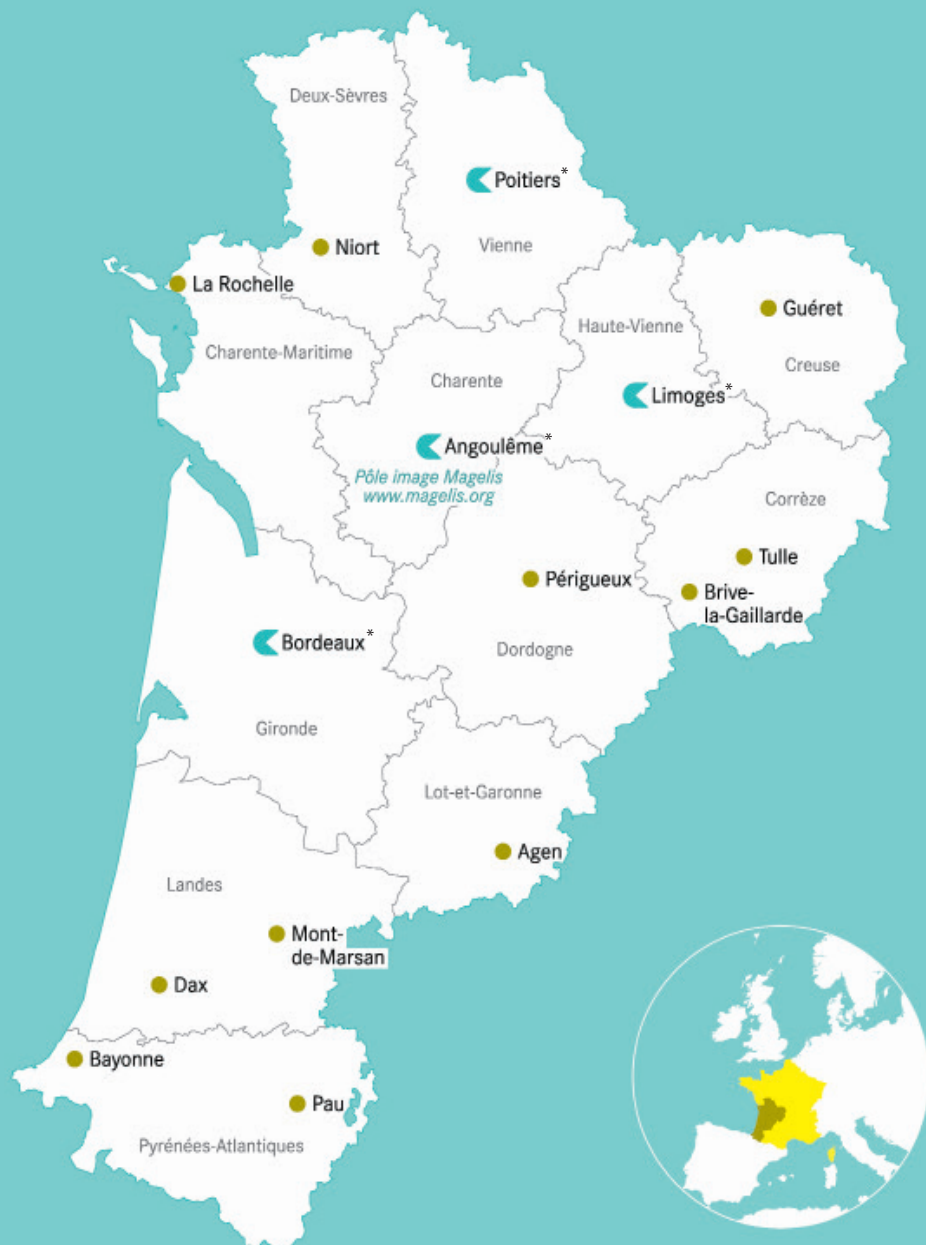 Deux-Sèvres
Poitiers*
Vienne
Niort
La Rochelle
Charente-Maritime
Haute-Vienne
Guéret
Creuse
Charente
Limoges*
Angoulême*
Pôle image Magelis
www.magelis.org
Corrèze
Tulle
Brive-
la-Gaillarde
Périgueux
Dordogne
Bordeaux*
Gironde
Lot-et-Garonne
Agen
Landes
Mont-
de-Marsan
Dax
Bayonne
Pau
Pyrénées-Atlantiques